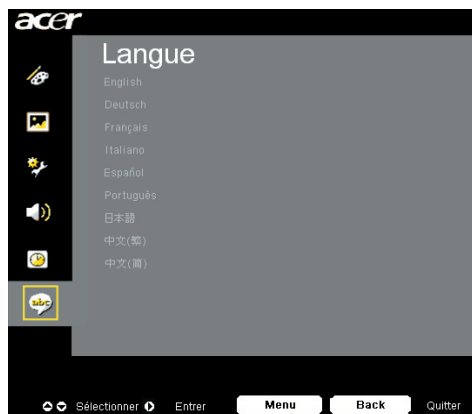 acer
Langue
English
Deutsch
Français
Italiano
Español
Português
日本語
中文(繁)
中文(简)
abc
Sélectionner Entrer Menu Back Quitter